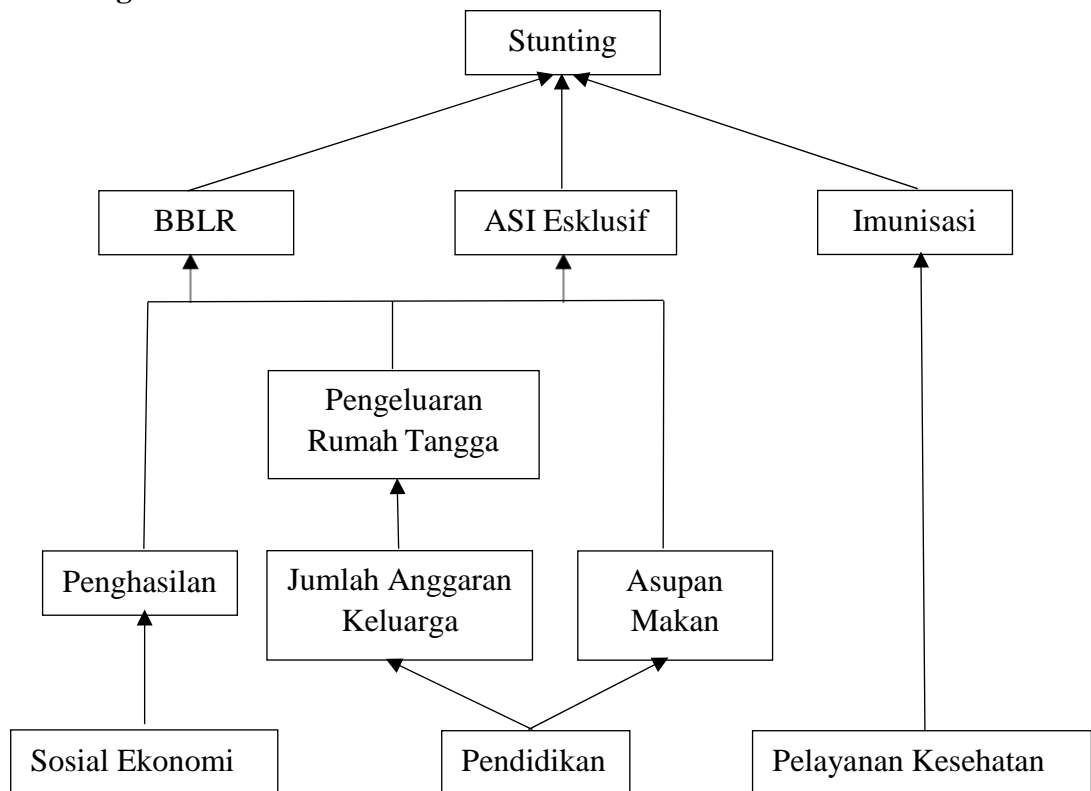 Stunting
BBLR
ASI Esklusif
Imunisasi
Pengeluaran
Rumah Tangga
Penghasilan
Jumlah Anggaran
Keluarga
Asupan
Makan
Sosial Ekonomi
Pendidikan
Pelayanan Kesehatan